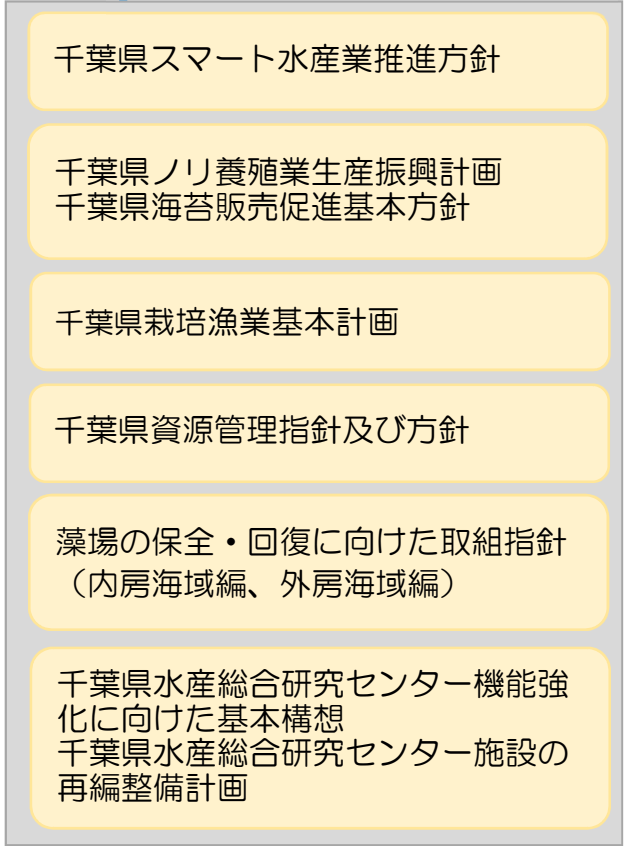 千葉県スマート水産業推進方針
千葉県ノリ養殖業生産振興計画
千葉県海苔販売促進基本方針
千葉県栽培漁業基本計画
千葉県資源管理指針及び方針
藻場の保全・回復に向けた取組指針
（内房海域編、外房海域編）
千葉県水産総合研究センター機能強
化に向けた基本構想
千葉県水産総合研究センター施設の
再編整備計画